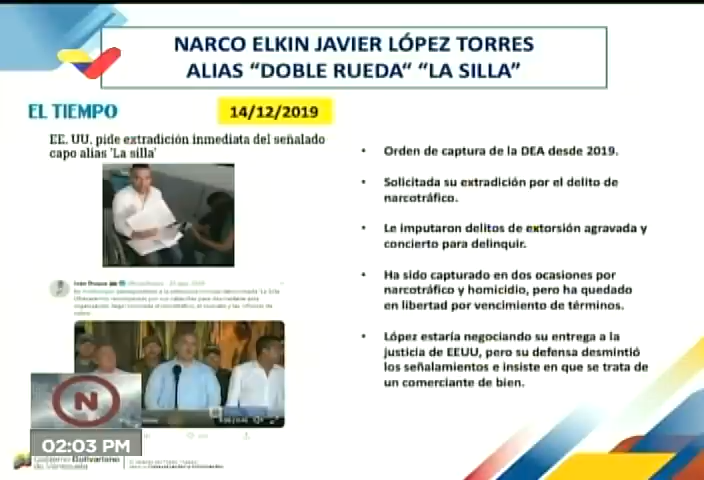 NARCO ELKIN JAVIER LÓPEZ TORRES
ALIAS “DOBLE RUEDA“ “LA SILLA”
EL TIEMPO
14/12/2019
EE. UU. pide extradición inmediata del señalado
capo alias 'La silla'
• Orden de captura de la DEA desde 2019.
• Solicitada su extradición por el delito de
narcotráfico.
• Le imputaron delitos de extorsión agravada y
concierto para delinquir.
• Ha sido capturado en dos ocasiones por
narcotráfico y homicidio, pero ha quedado
en libertad por vencimiento de términos.
• López estaría negociando su entrega a la
justicia de EEUU, pero su defensa desmintió
los señalamientos e insiste en que se trata de
un comerciante de bien.
Iván Duque
N
02:03 PM
Gobierno Bolivariano
de Venezuela